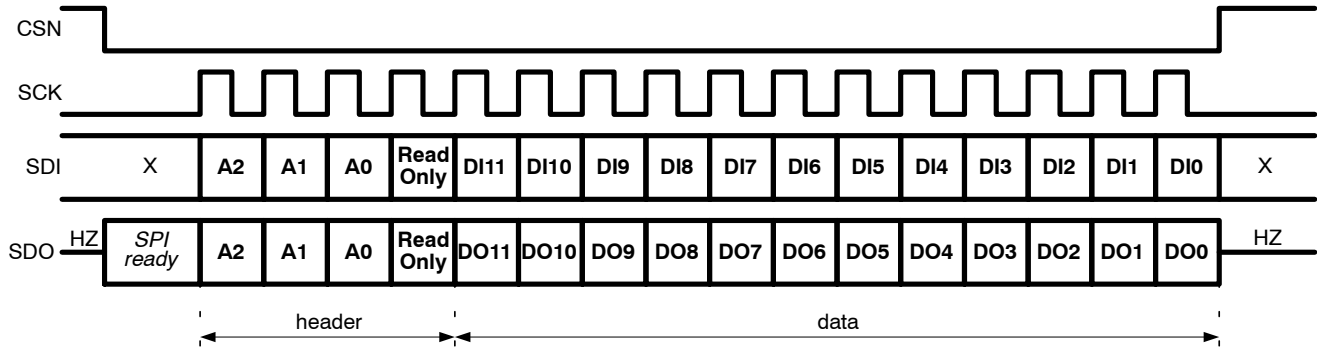 CSN
SCK
SDI X A2 A1 A0 Read Only DI11 DI10 DI9 DI8 DI7 DI6 DI5 DI4 DI3 DI2 DI1 DI0 X
SDO HZ SPI ready A2 A1 A0 Read Only DO11 DO10 DO9 DO8 DO7 DO6 DO5 DO4 DO3 DO2 DO1 DO0 HZ
header data